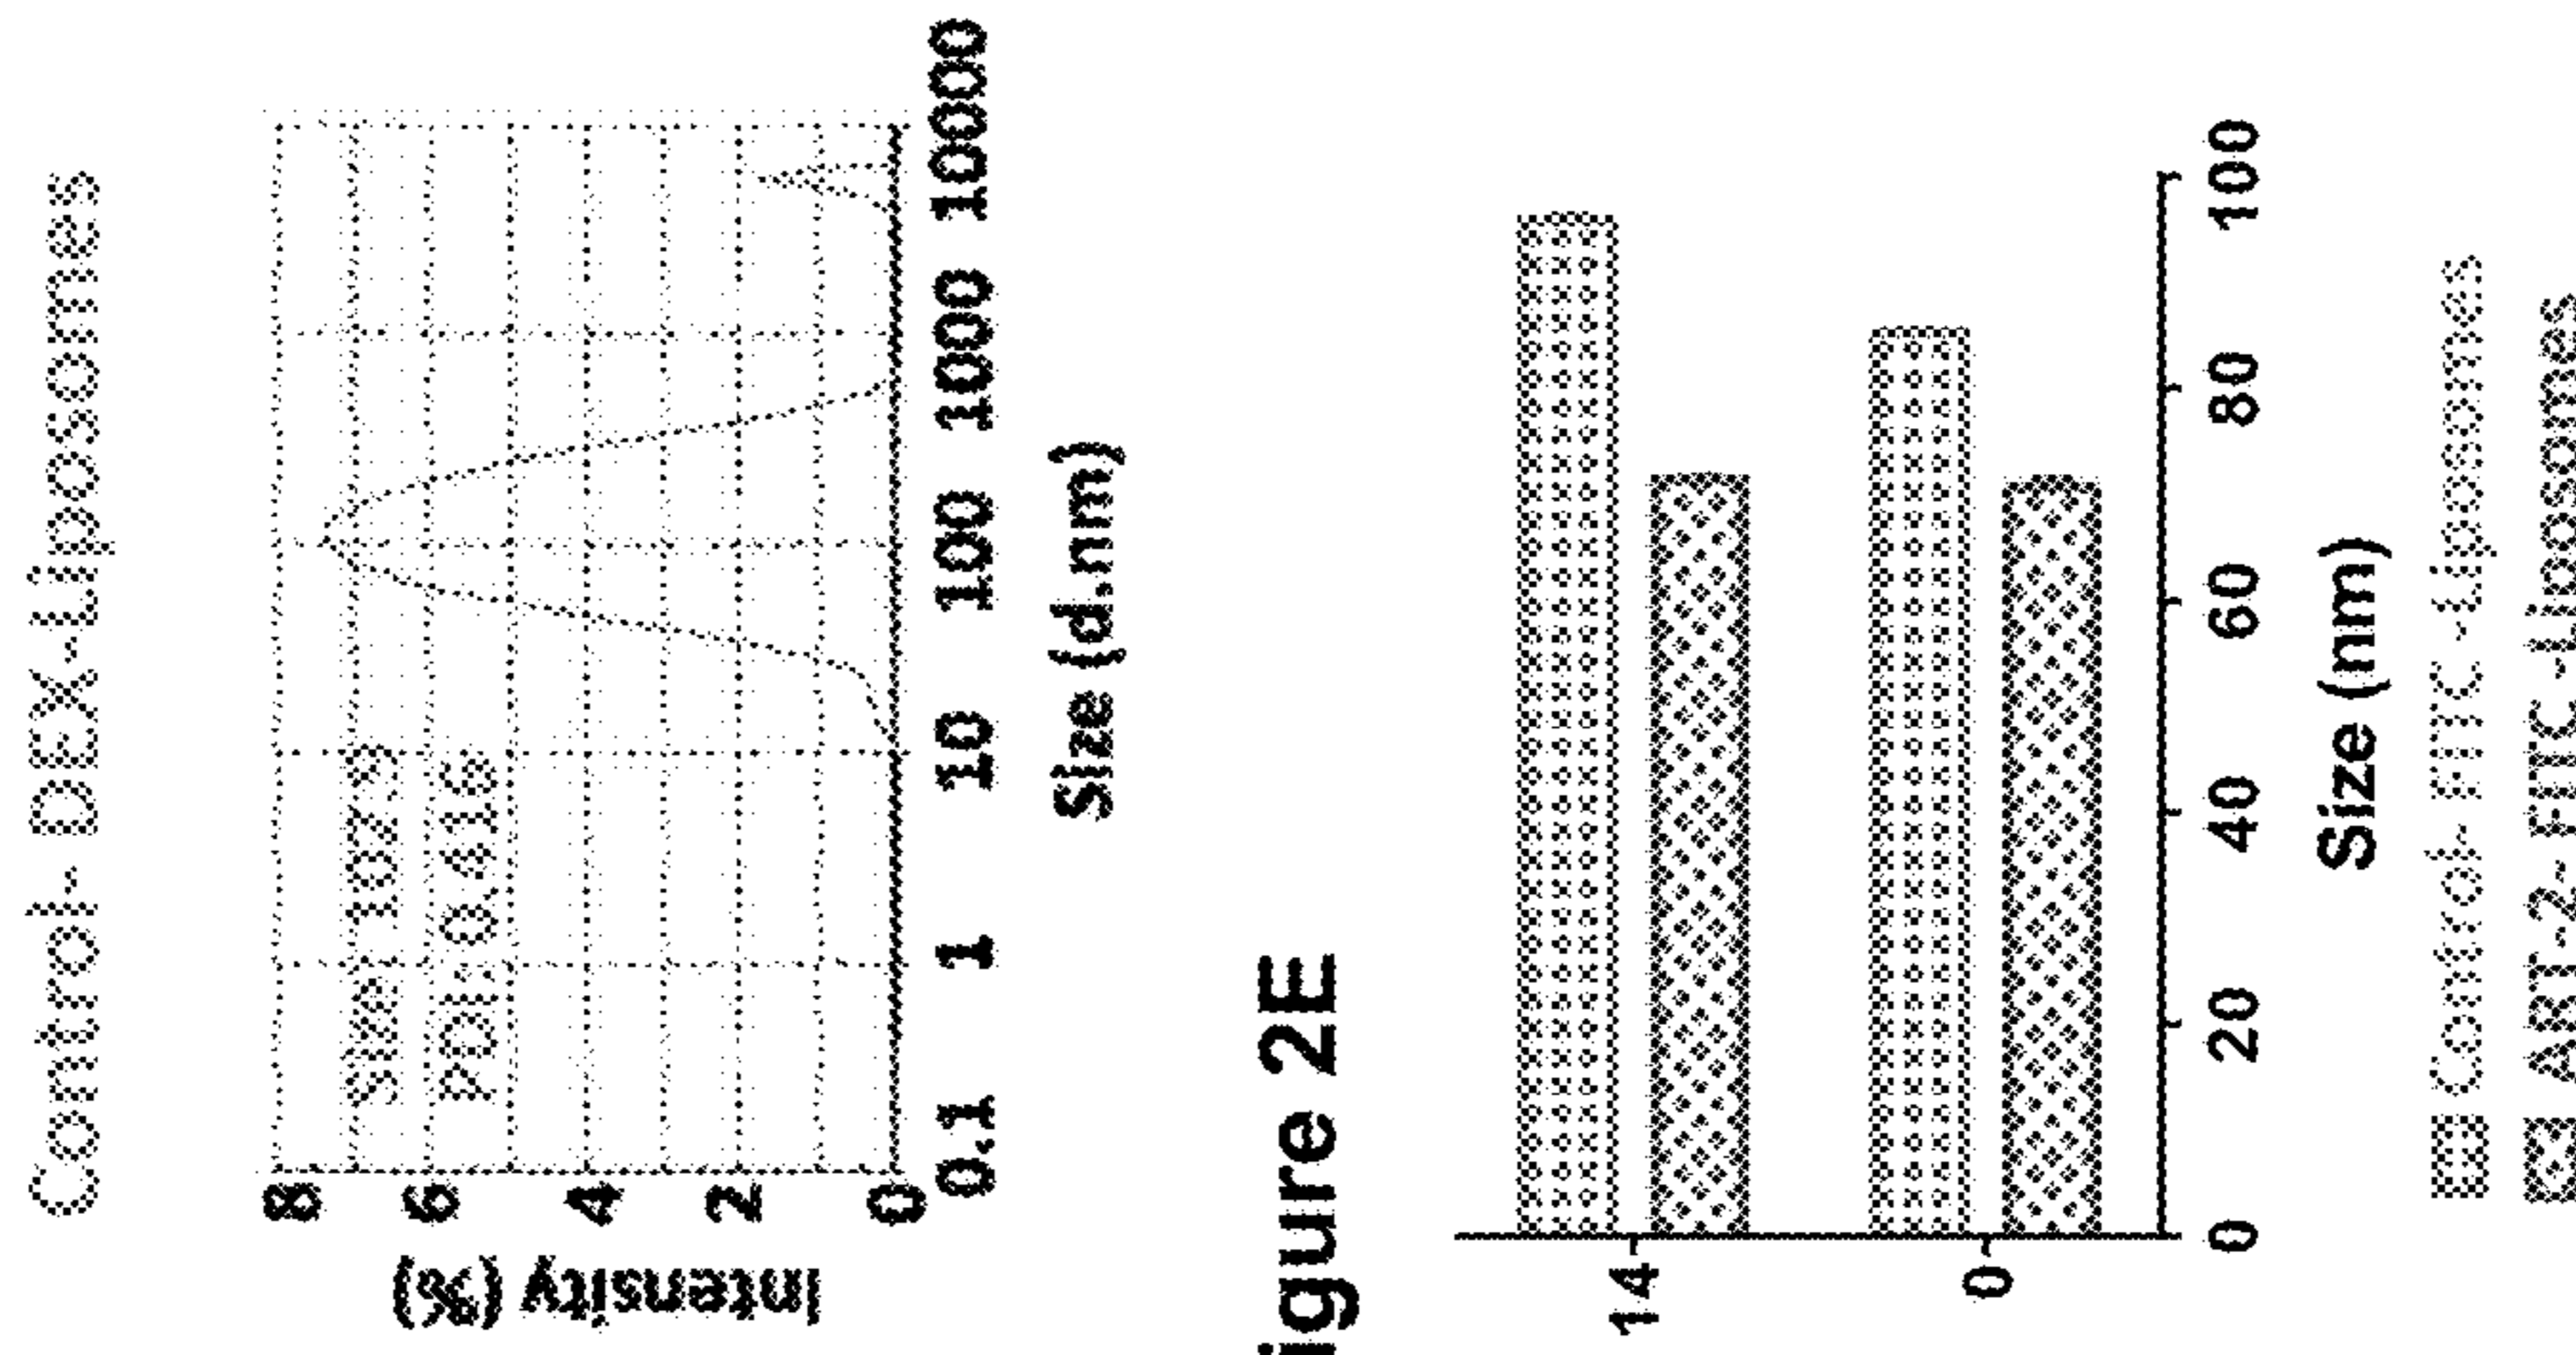 Control- DEX-Liposomes
Intensity (%)
8
6
4
2
0
Size: 102.9
PDI: 0.416
0.1 1 10 100 1000 10000
Size (d.nm)
igure 2E
14
0
0 20 40 60 80 100
Size (nm)
Control- FITC -Liposomes
ART-2- FITC -Liposomes